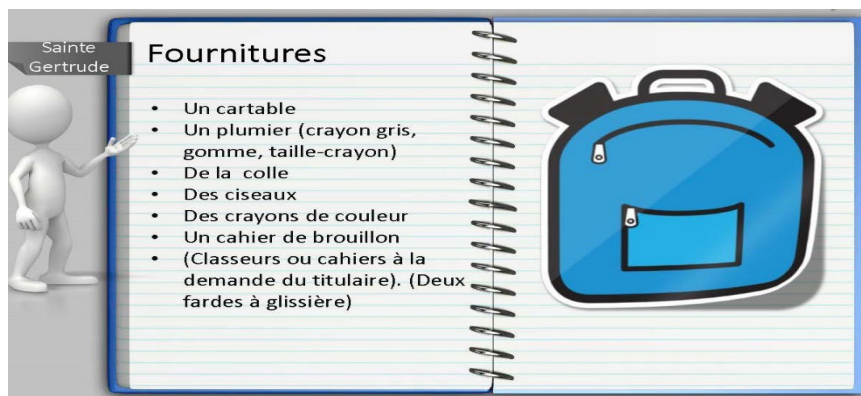 Sainte
Gertrude
Fournitures
• Un cartable
• Un plumier (crayon gris,
gomme, taille-crayon)
• De la colle
• Des ciseaux
• Des crayons de couleur
• Un cahier de brouillon
• (Classeurs ou cahiers à la
demande du titulaire). (Deux
fardes à glissière)